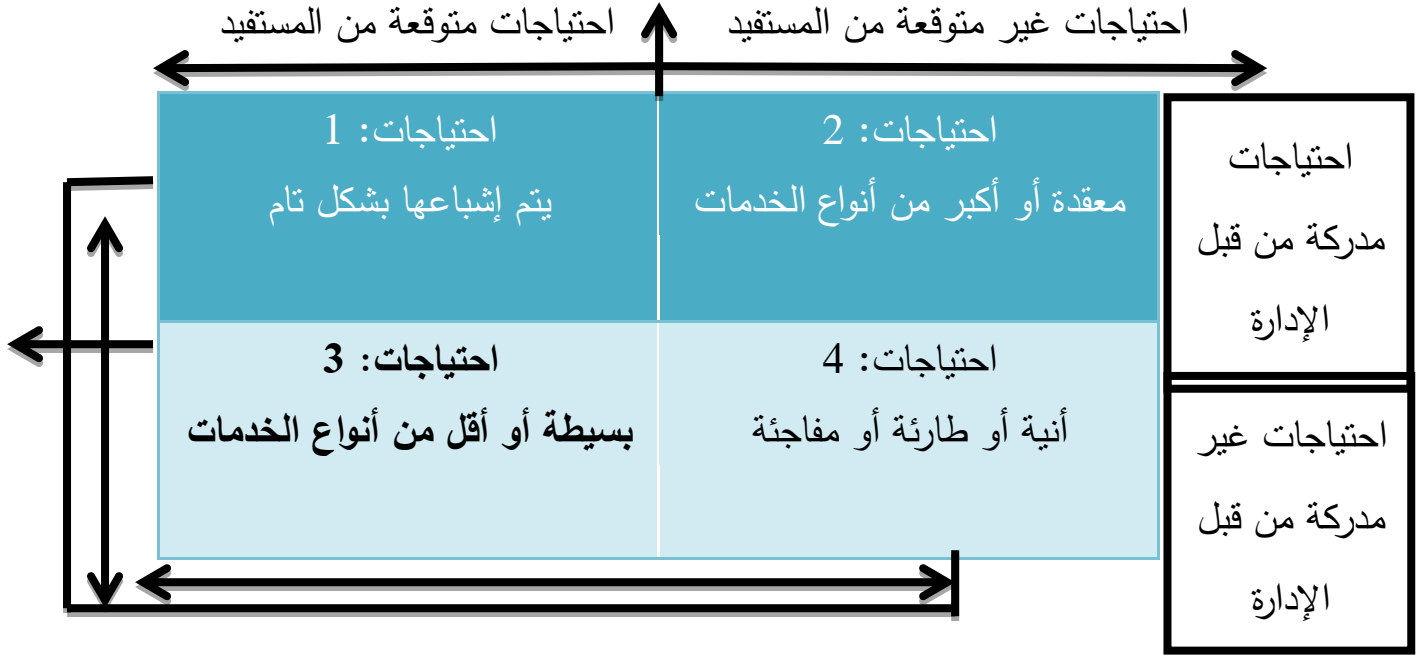 احتياجات غير متوقعة من المستفيد
احتياجات متوقعة من المستفيد
احتياجات
مدركة من قبل
الإدارة
احتياجات: 2
معقدة أو أكبر من أنواع الخدمات
احتياجات: 1
يتم إشباعها بشكل تام
احتياجات غير
مدركة من قبل
الإدارة
احتياجات: 4
أنية أو طارئة أو مفاجئة
احتياجات: 3
بسيطة أو أقل من أنواع الخدمات